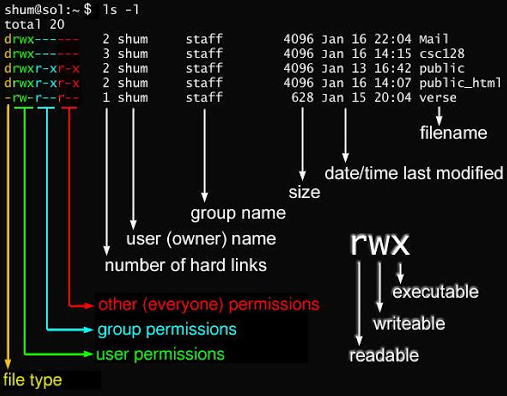 shum@sol:~$ ls -l
total 20
drwx------ 2 shum staff 4096 Jan 16 22:04 Mail
drwx------ 3 shum staff 4096 Jan 16 14:15 csc128
drwxr-xr-x 2 shum staff 4096 Jan 13 16:42 public
drwxr-xr-x 2 shum staff 4096 Jan 16 14:07 public_html
-rw-r--r-- 1 shum staff 628 Jan 15 20:04 verse
filename
date/time last modified
size
group name
user (owner) name
number of hard links
rwx
executable
writeable
readable
other (everyone) permissions
group permissions
user permissions
file type